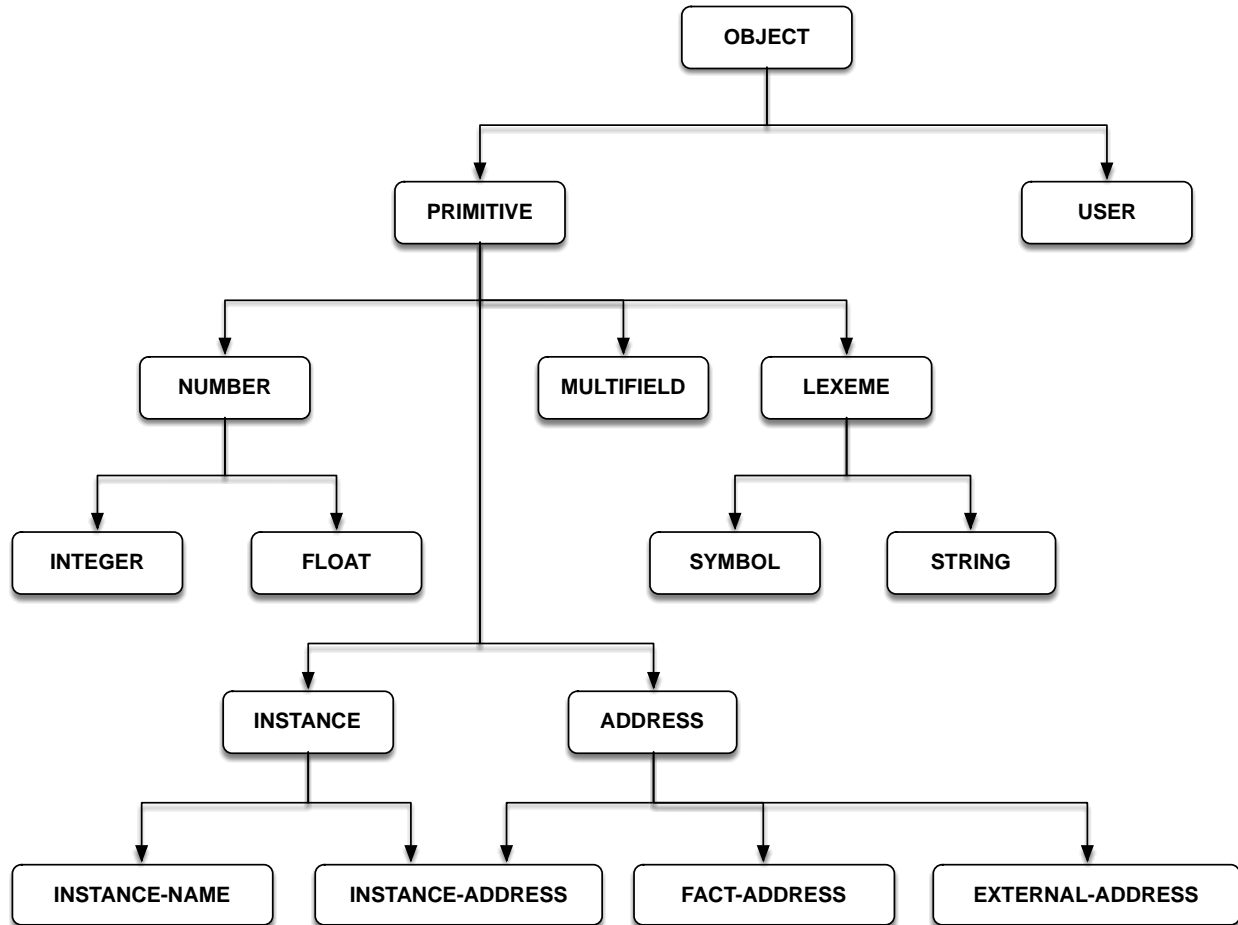 OBJECT
PRIMITIVE
USER
NUMBER
MULTIFIELD
LEXEME
INTEGER
FLOAT
SYMBOL
STRING
INSTANCE
ADDRESS
INSTANCE-NAME
INSTANCE-ADDRESS
FACT-ADDRESS
EXTERNAL-ADDRESS